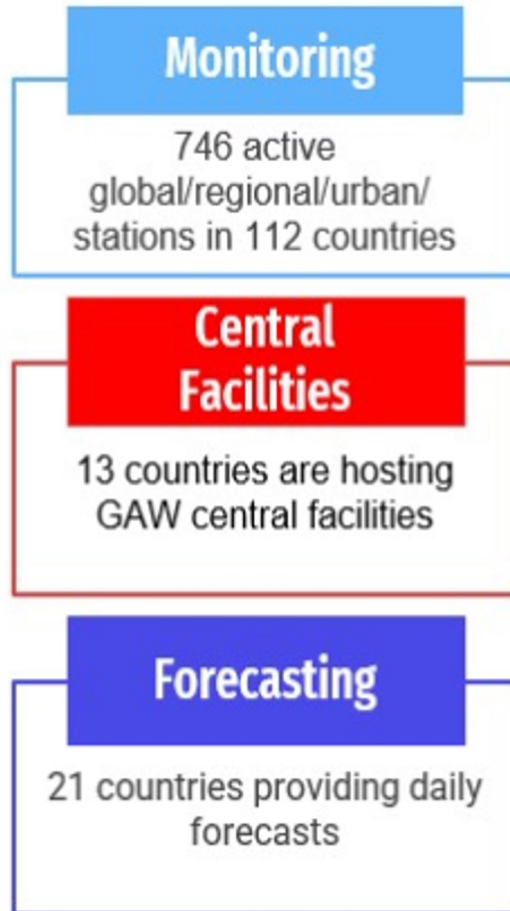 Monitoring
746 active
global/regional/urban/
stations in 112 countries
Central
Facilities
13 countries are hosting
GAW central facilities
Forecasting
21 countries providing daily
forecasts